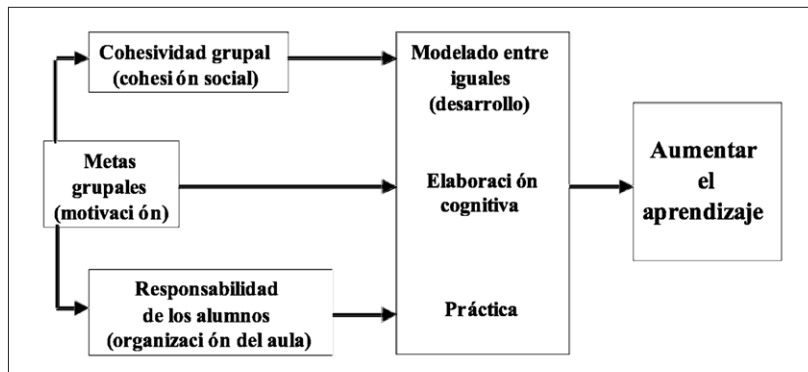 Cohesividad grupal
(cohesi ón social)
Metas
grupales
(motivaci ón)
Responsabilidad
de los alumnos
(organizaci ón del aula)
Modelado entre
iguales
(desarrollo)
Elaboraci ón
cognitiva
Práctica
Aumentar
el
aprendizaje